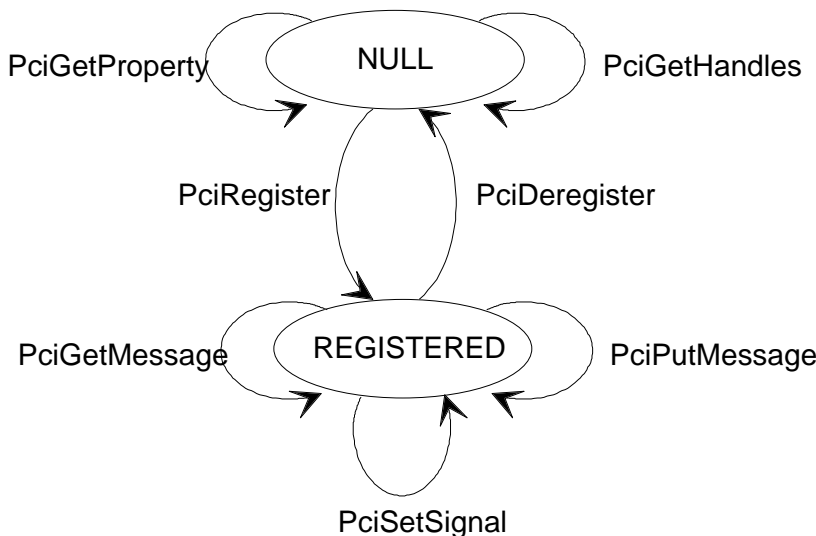 NULL
PciGetProperty
PciGetHandles
PciRegister
PciDeregister
REGISTERED
PciGetMessage
PciPutMessage
PciSetSignal